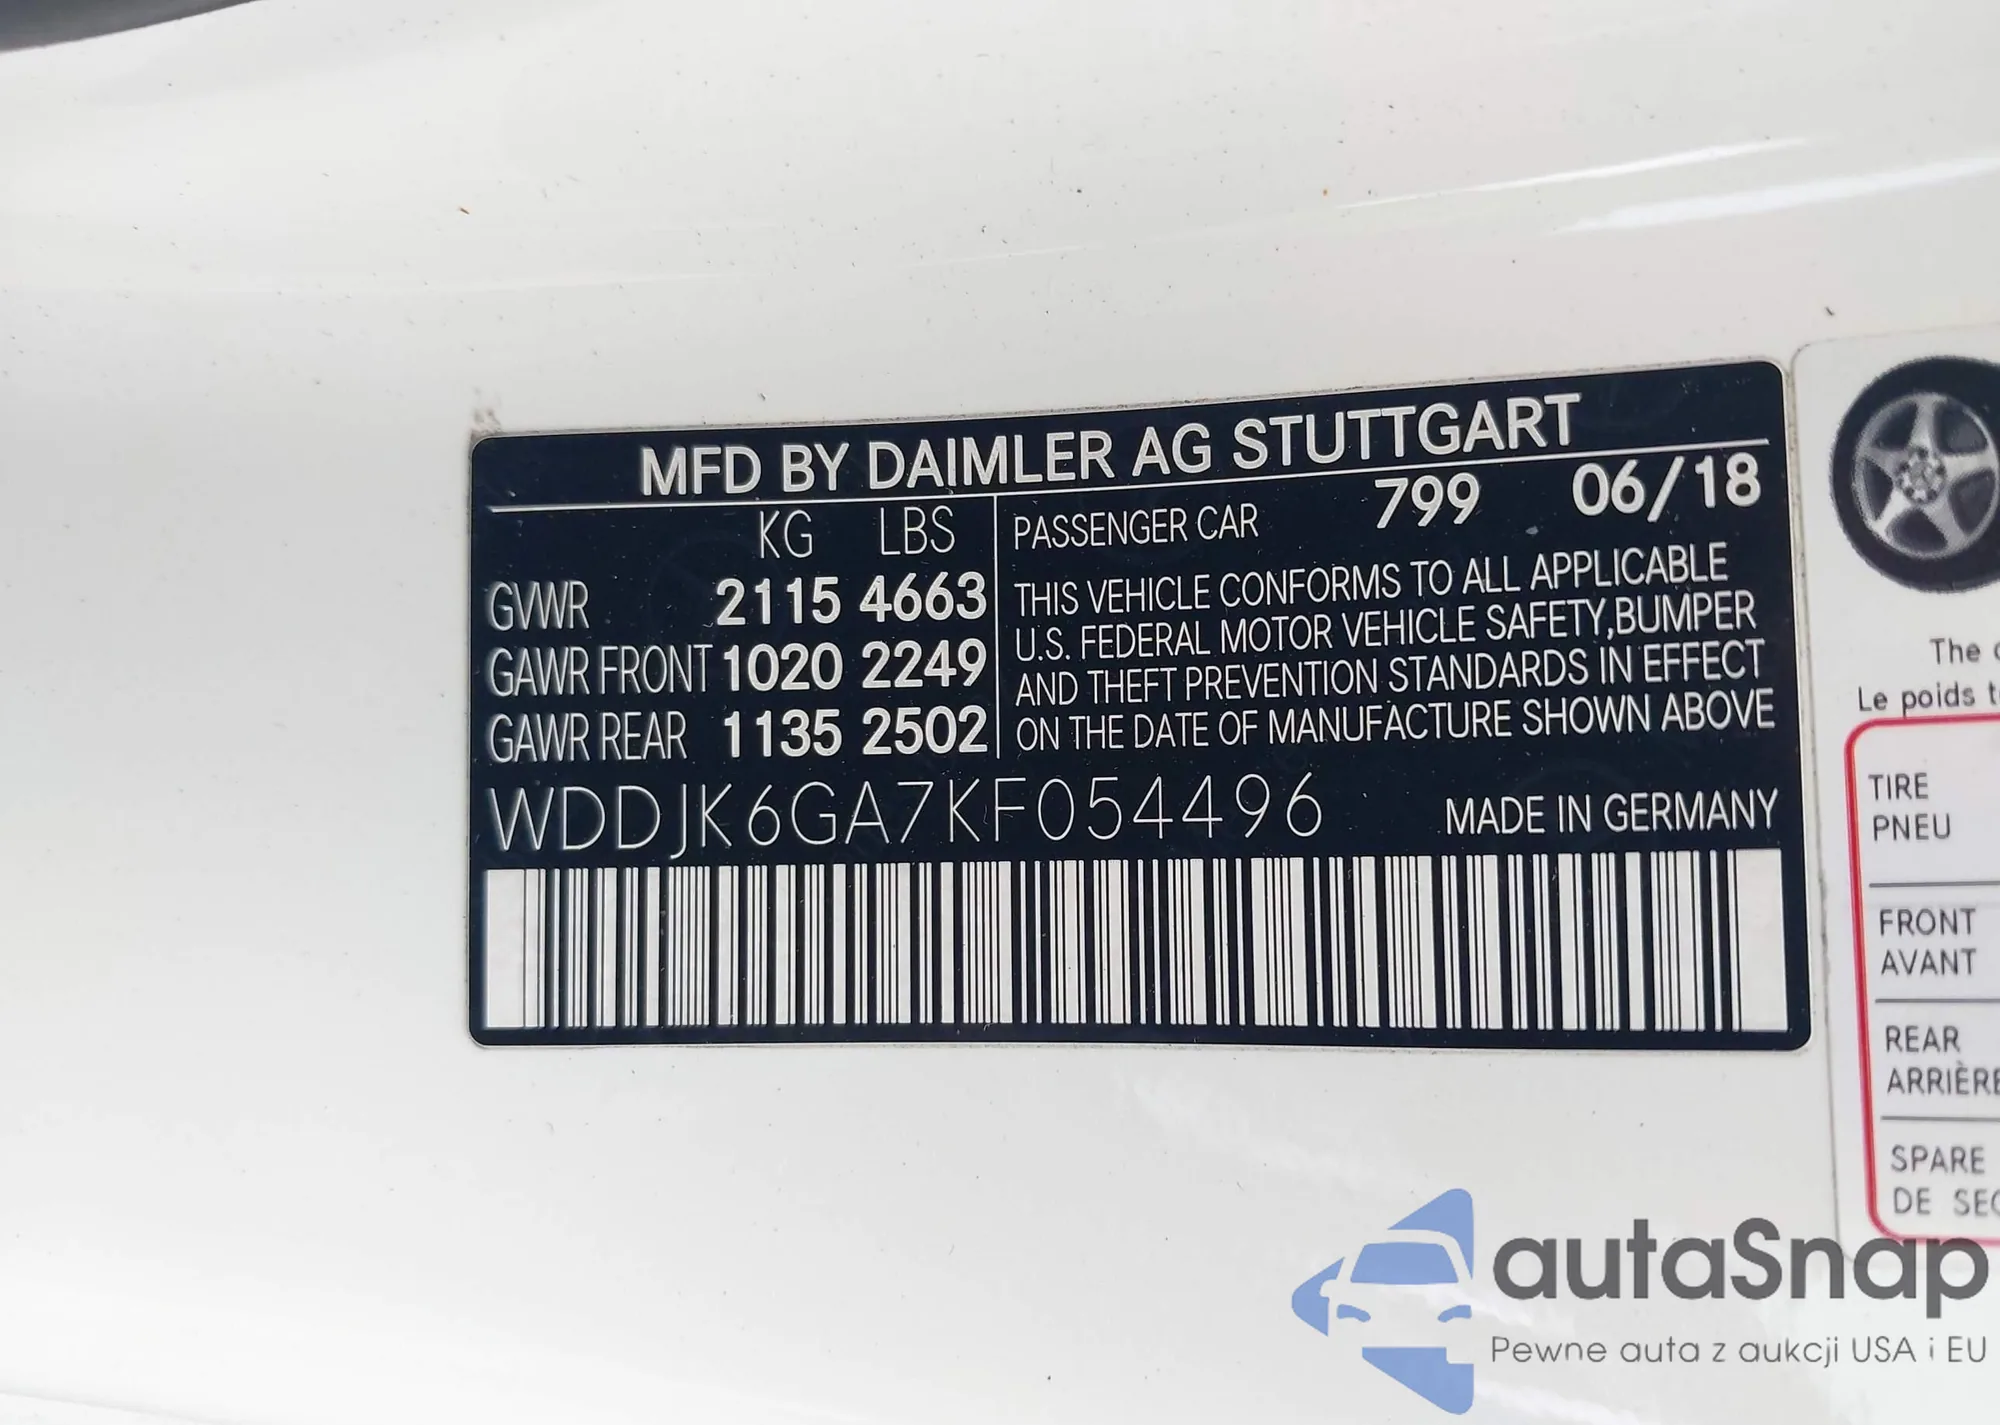 MFD BY DAIMLER AG STUTTGART
KG LBS
GVWR 2115 4663
GAWR FRONT 1020 2249
GAWR REAR 1135 2502
PASSENGER CAR 799 06/18
THIS VEHICLE CONFORMS TO ALL APPLICABLE
U.S. FEDERAL MOTOR VEHICLE SAFETY,BUMPER
AND THEFT PREVENTION STANDARDS IN EFFECT
ON THE DATE OF MANUFACTURE SHOWN ABOVE
WDDJK6GA7KF054496 MADE IN GERMANY
The
Le poids
TIRE
PNEU
FRONT
AVANT
REAR
ARRIÈRE
SPARE
DE
autaSnap
Pewne auta z aukcji USA i EU